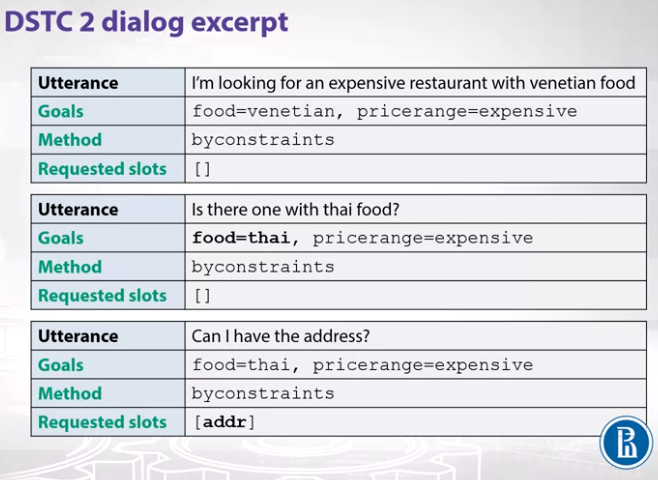 DSTC 2 dialog excerpt
Utterance I'm looking for an expensive restaurant with venetian food
Goals food=venetian, pricerange=expensive
Method byconstraints
Requested slots []
Utterance Is there one with thai food?
Goals food=thai, pricerange=expensive
Method byconstraints
Requested slots []
Utterance Can I have the address?
Goals food=thai, pricerange=expensive
Method byconstraints
Requested slots [addr]